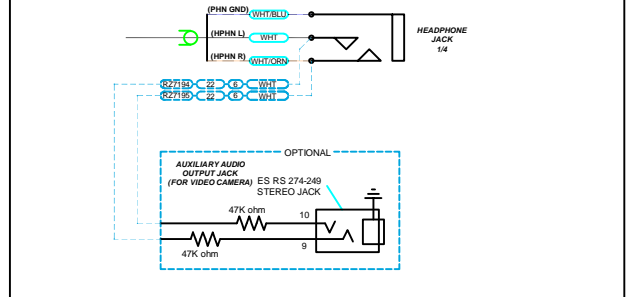 (PHN GND) WHT/BLU
(HPHN L) WHT
(HPHN R) WHT/ORN
HEADPHONE
JACK
1/4
RZ7194 22 6 WHT
RZ7195 22 6 WHT
OPTIONAL
AUXILIARY AUDIO
OUTPUT JACK
(FOR VIDEO CAMERA)
ES RS 274-249
STEREO JACK
47K ohm
10
47K ohm
9